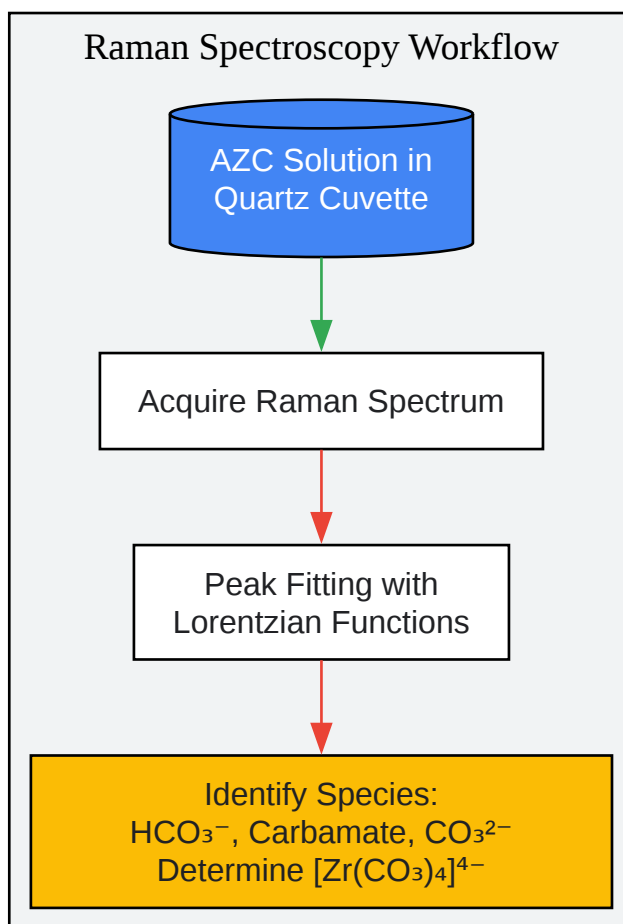 Raman Spectroscopy Workflow
AZC Solution in
Quartz Cuvette
Acquire Raman Spectrum
Peak Fitting with
Lorentzian Functions
Identify Species:
HCO₃⁻, Carbamate, CO₃²⁻
Determine [Zr(CO₃)₄]⁴⁻